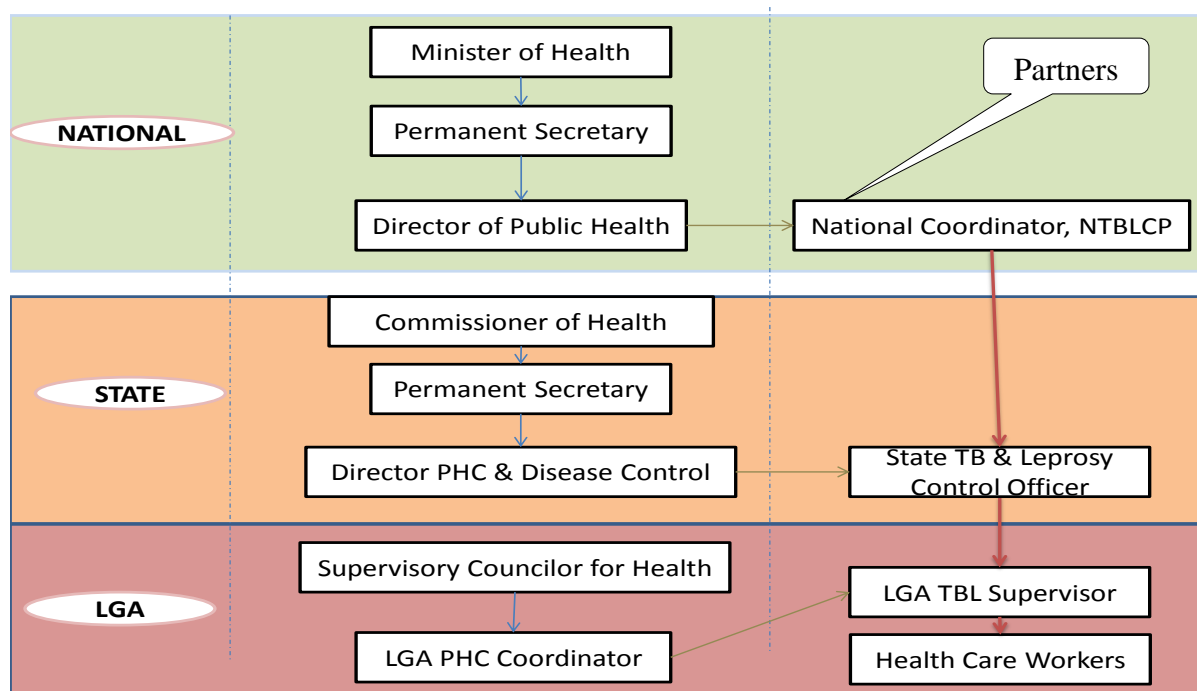 Minister of Health
Partners
NATIONAL
Permanent Secretary
Director of Public Health
National Coordinator, NTBLCP
Commissioner of Health
STATE
Permanent Secretary
Director PHC & Disease Control
State TB & Leprosy
Control Officer
Supervisory Councilor for Health
LGA TBL Supervisor
LGA
LGA PHC Coordinator
Health Care Workers